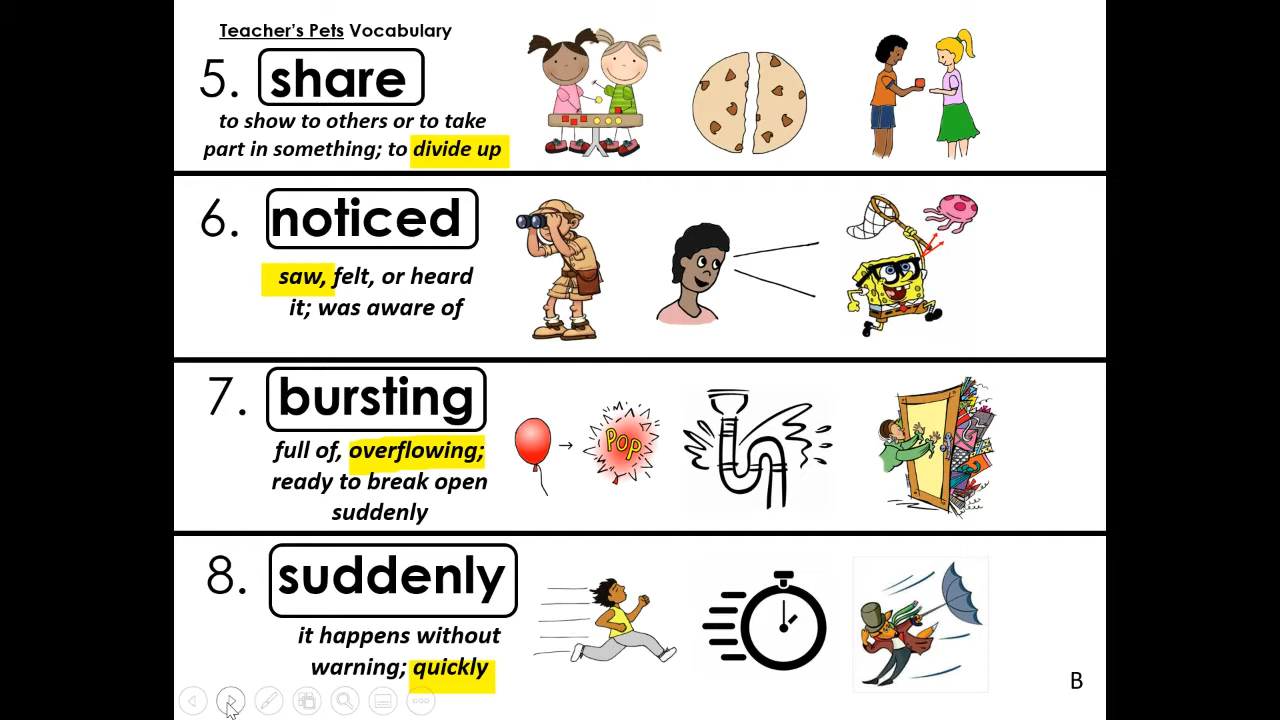 Teacher's Pets Vocabulary
5. share
to show to others or to take
part in something; to divide up
6. noticed
saw, felt, or heard
it; was aware of
7. bursting
full of, overflowing;
ready to break open
suddenly
POP
8. suddenly
it happens without
warning; quickly
B